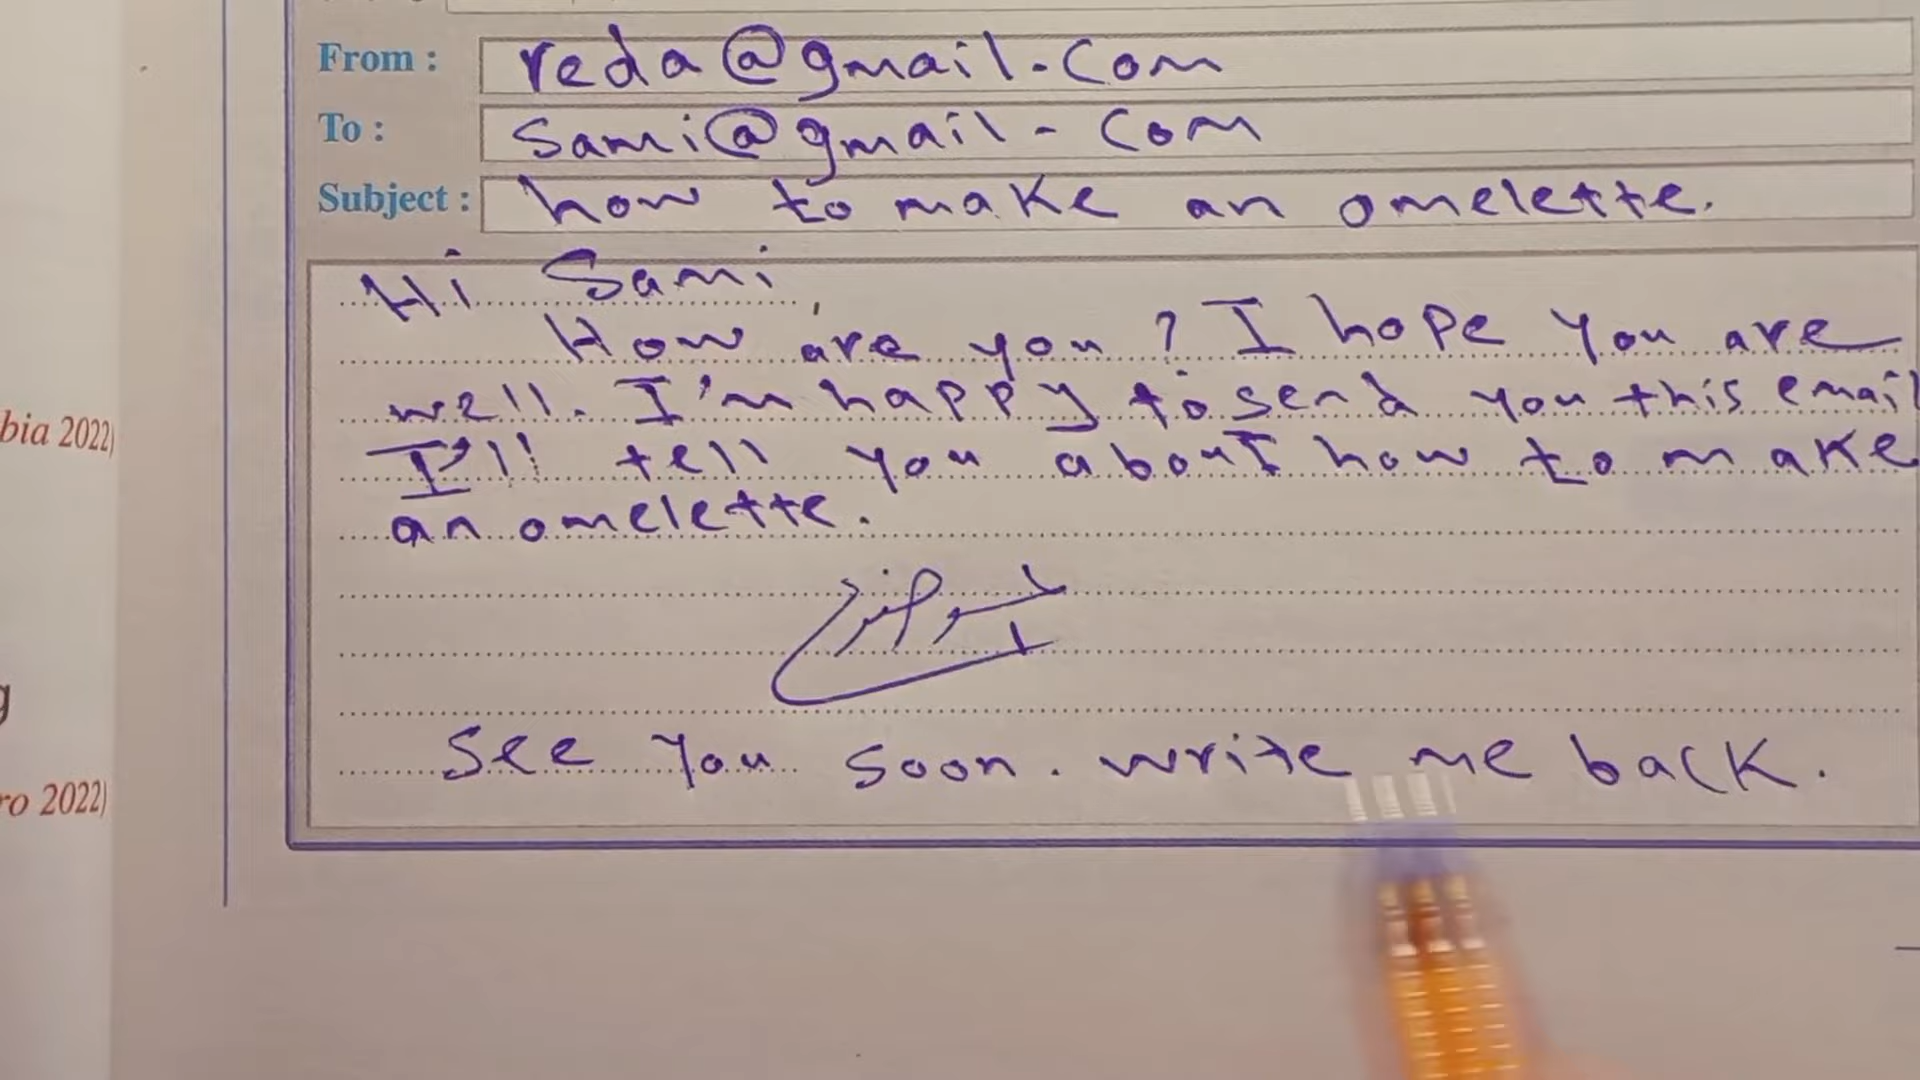 bia 2022)
g
ro 2022)
From : reda@gmail.com
To : Sami@gmail-com
Subject : how to make an omelette.
Hi Sami,
How are you? I hope you are
well. I'm happy to send you this email
I'll tell you about how to make
an omelette.
See you soon. write me back.